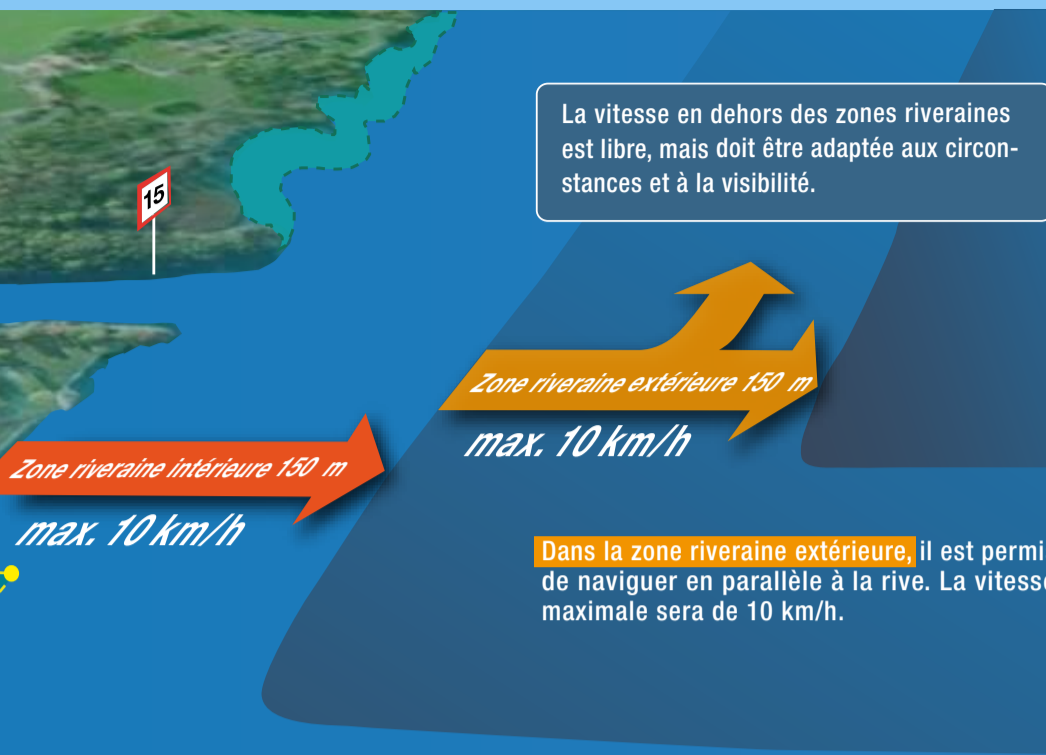 La vitesse en dehors des zones riveraines
est libre, mais doit être adaptée aux circon-
stances et à la visibilité.
15
Zone riveraine extérieure 150 m
max. 10 km/h
Zone riveraine intérieure 150 m
max. 10 km/h
Dans la zone riveraine extérieure, il est permi
de naviguer en parallèle à la rive. La vitesse
maximale sera de 10 km/h.